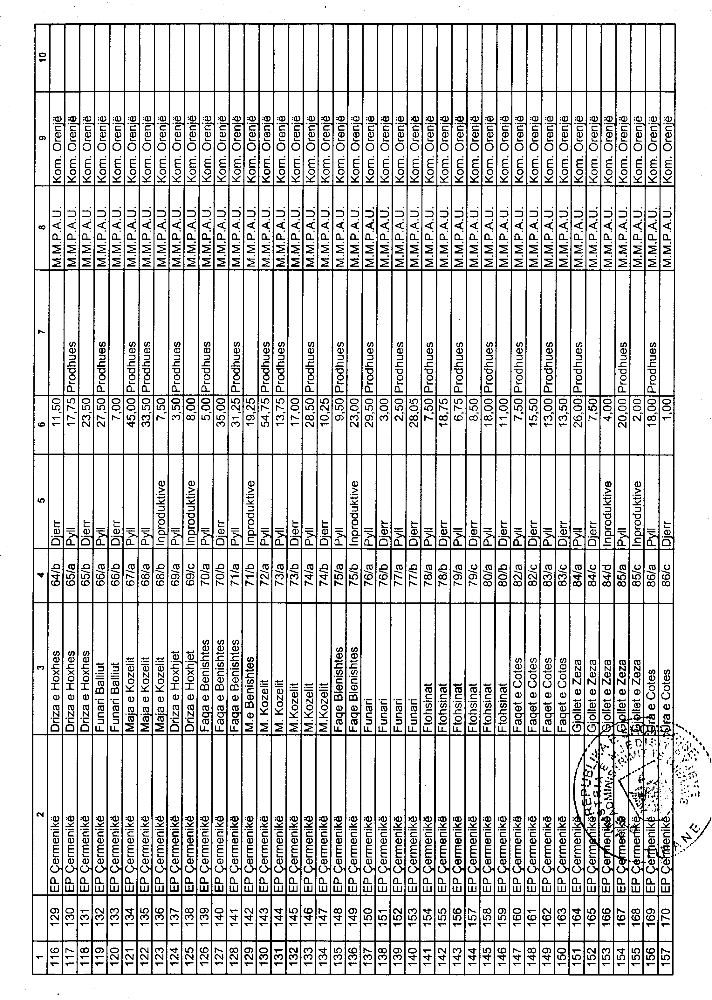 1 2 3 4 5 6 7 8 9 10
116 129 EP Çermenikë Driza e Hoxhes 64/b Djerr 11,50 M.M.P.A.U. Kom. Orenjë
117 130 EP Çermenikë Driza e Hoxhes 65/a Pyll 17,75 Prodhues M.M.P.A.U. Kom. Orenjë
118 131 EP Çermenikë Driza e Hoxhes 65/b Djerr 23,50 M.M.P.A.U. Kom. Orenjë
119 132 EP Çermenikë Funari Balliut 66/a Pyll 27,50 Prodhues M.M.P.A.U. Kom. Orenjë
120 133 EP Çermenikë Funari Balliut 66/b Djerr 7,00 M.M.P.A.U. Kom. Orenjë
121 134 EP Çermenikë Maja e Kozelit 67/a Pyll 45,00 Prodhues M.M.P.A.U. Kom. Orenjë
122 135 EP Çermenikë Maja e Kozelit 68/a Pyll 33,50 Prodhues M.M.P.A.U. Kom. Orenjë
123 136 EP Çermenikë Maja e Kozelit 68/b Inproduktive 7,50 M.M.P.A.U. Kom. Orenjë
124 137 EP Çermenikë Driza e Hoxhjet 69/a Pyll 3,50 Prodhues M.M.P.A.U. Kom. Orenjë
125 138 EP Çermenikë Driza e Hoxhjet 69/c Inproduktive 8,00 M.M.P.A.U. Kom. Orenjë
126 139 EP Çermenikë Faqa e Benishtes 70/a Pyll 5,00 Prodhues M.M.P.A.U. Kom. Orenjë
127 140 EP Çermenikë Faqa e Benishtes 70/b Djerr 35,00 M.M.P.A.U. Kom. Orenjë
128 141 EP Çermenikë Faqa e Benishtes 71/a Pyll 31,25 Prodhues M.M.P.A.U. Kom. Orenjë
129 142 EP Çermenikë M.e Benishtes 71/b Inproduktive 19,25 M.M.P.A.U. Kom. Orenjë
130 143 EP Çermenikë M. Kozelit 72/a Pyll 54,75 Prodhues M.M.P.A.U. Kom. Orenjë
131 144 EP Çermenikë M. Kozelit 73/a Pyll 13,75 Prodhues M.M.P.A.U. Kom. Orenjë
132 145 EP Çermenikë M.Kozelit 73/b Djerr 17,00 M.M.P.A.U. Kom. Orenjë
133 146 EP Çermenikë M.Kozelit 74/a Pyll 28,50 Prodhues M.M.P.A.U. Kom. Orenjë
134 147 EP Çermenikë M.Kozelit 74/b Djerr 10,25 M.M.P.A.U. Kom. Orenjë
135 148 EP Çermenikë Faqe Blenishtes 75/a Pyll 9,50 Prodhues M.M.P.A.U. Kom. Orenjë
136 149 EP Çermenikë Faqe Blenishtes 75/b Inproduktive 23,00 M.M.P.A.U. Kom. Orenjë
137 150 EP Çermenikë Funari 76/a Pyll 29,50 Prodhues M.M.P.A.U. Kom. Orenjë
138 151 EP Çermenikë Funari 76/b Djerr 3,00 M.M.P.A.U. Kom. Orenjë
139 152 EP Çermenikë Funari 77/a Pyll 2,50 Prodhues M.M.P.A.U. Kom. Orenjë
140 153 EP Çermenikë Funari 77/b Djerr 28,05 M.M.P.A.U. Kom. Orenjë
141 154 EP Çermenikë Ftohsinat 78/a Pyll 7,50 Prodhues M.M.P.A.U. Kom. Orenjë
142 155 EP Çermenikë Ftohsinat 78/b Djerr 18,75 M.M.P.A.U. Kom. Orenjë
143 156 EP Çermenikë Ftohsinat 79/a Pyll 6,75 Prodhues M.M.P.A.U. Kom. Orenjë
144 157 EP Çermenikë Ftohsinat 79/c Djerr 8,50 M.M.P.A.U. Kom. Orenjë
145 158 EP Çermenikë Ftohsinat 80/a Pyll 18,00 Prodhues M.M.P.A.U. Kom. Orenjë
146 159 EP Çermenikë Ftohsinat 80/b Djerr 11,00 M.M.P.A.U. Kom. Orenjë
147 160 EP Çermenikë Faqet e Cotes 82/a Pyll 7,50 Prodhues M.M.P.A.U. Kom. Orenjë
148 161 EP Çermenikë Faqet e Cotes 82/c Djerr 15,50 M.M.P.A.U. Kom. Orenjë
149 162 EP Çermenikë Faqet e Cotes 83/a Pyll 13,00 Prodhues M.M.P.A.U. Kom. Orenjë
150 163 EP Çermenikë Faqet e Cotes 83/c Djerr 13,50 M.M.P.A.U. Kom. Orenjë
151 164 EP Çermenikë Gjollet e Zeza 84/a Pyll 26,00 Prodhues M.M.P.A.U. Kom. Orenjë
152 165 EP Çermenikë Gjollet e Zeza 84/c Djerr 7,50 M.M.P.A.U. Kom. Orenjë
153 166 EP Çermenikë Gjollet e Zeza 84/d Inproduktive 4,00 M.M.P.A.U. Kom. Orenjë
154 167 EP Çermenikë Gjollet e Zeza 85/a Pyll 20,00 Prodhues M.M.P.A.U. Kom. Orenjë
155 168 EP Çermenikë Gjollet e Zeza 85/c Inproduktive 2,00 M.M.P.A.U. Kom. Orenjë
156 169 EP Çermenikë Ura e Cotes 86/a Pyll 18,00 Prodhues M.M.P.A.U. Kom. Orenjë
157 170 EP Çermenikë Ura e Cotes 86/c Djerr 1,00 M.M.P.A.U. Kom. Orenjë
REPUBLIKA E